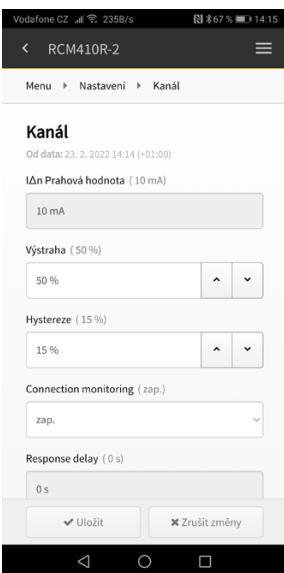 Vodafone CZ 235B/s 67 % 14:15
RCM410R-2
Menu Nastavení Kanál
Kanál
Od data: 23. 2. 2022 14:14 (+01:00)
IΔn Prahová hodnota ( 10 mA)
10 mA
Výstraha ( 50 %)
50 %
Hystereze ( 15 %)
15 %
Connection monitoring ( zap.)
zap.
Response delay ( 0 s)
0 s
Uložit Zrušit změny